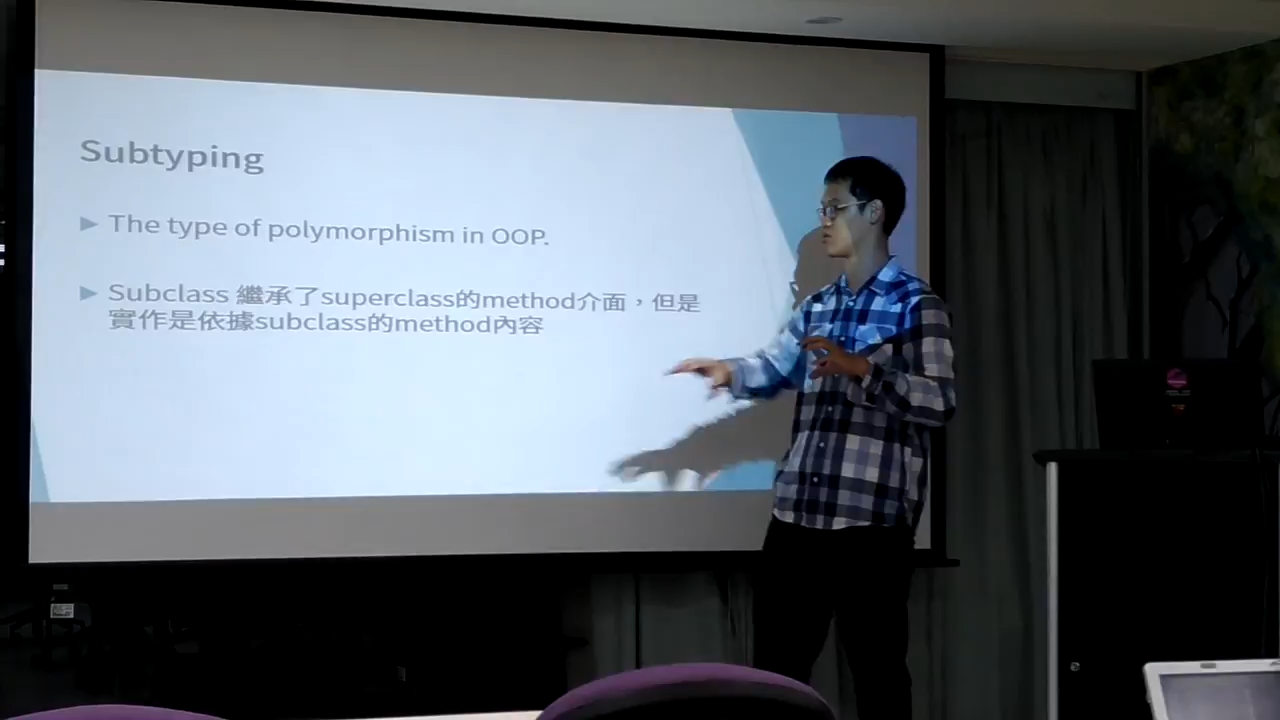 Subtyping
The type of polymorphism in OOP.
Subclass 繼承了superclass的method介面，但是
實作是依據subclass的method內容